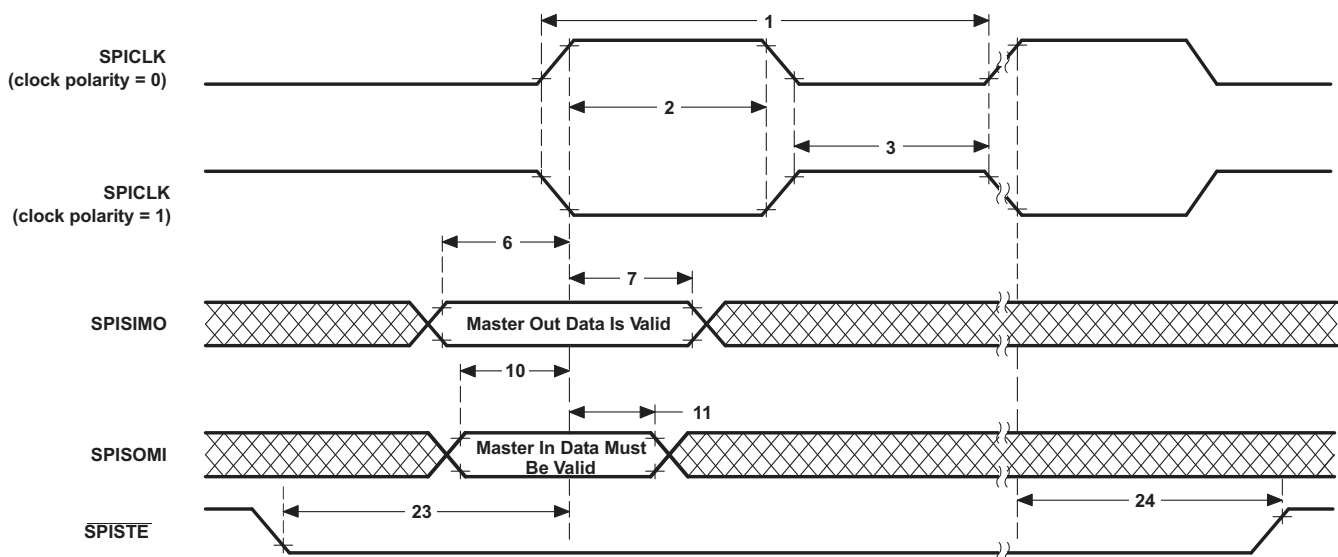 1
SPICLK
(clock polarity = 0)
2
3
SPICLK
(clock polarity = 1)
6
7
SPISIMO
Master Out Data Is Valid
10
11
SPISOMI
Master In Data Must
Be Valid
23
24
SPISTE